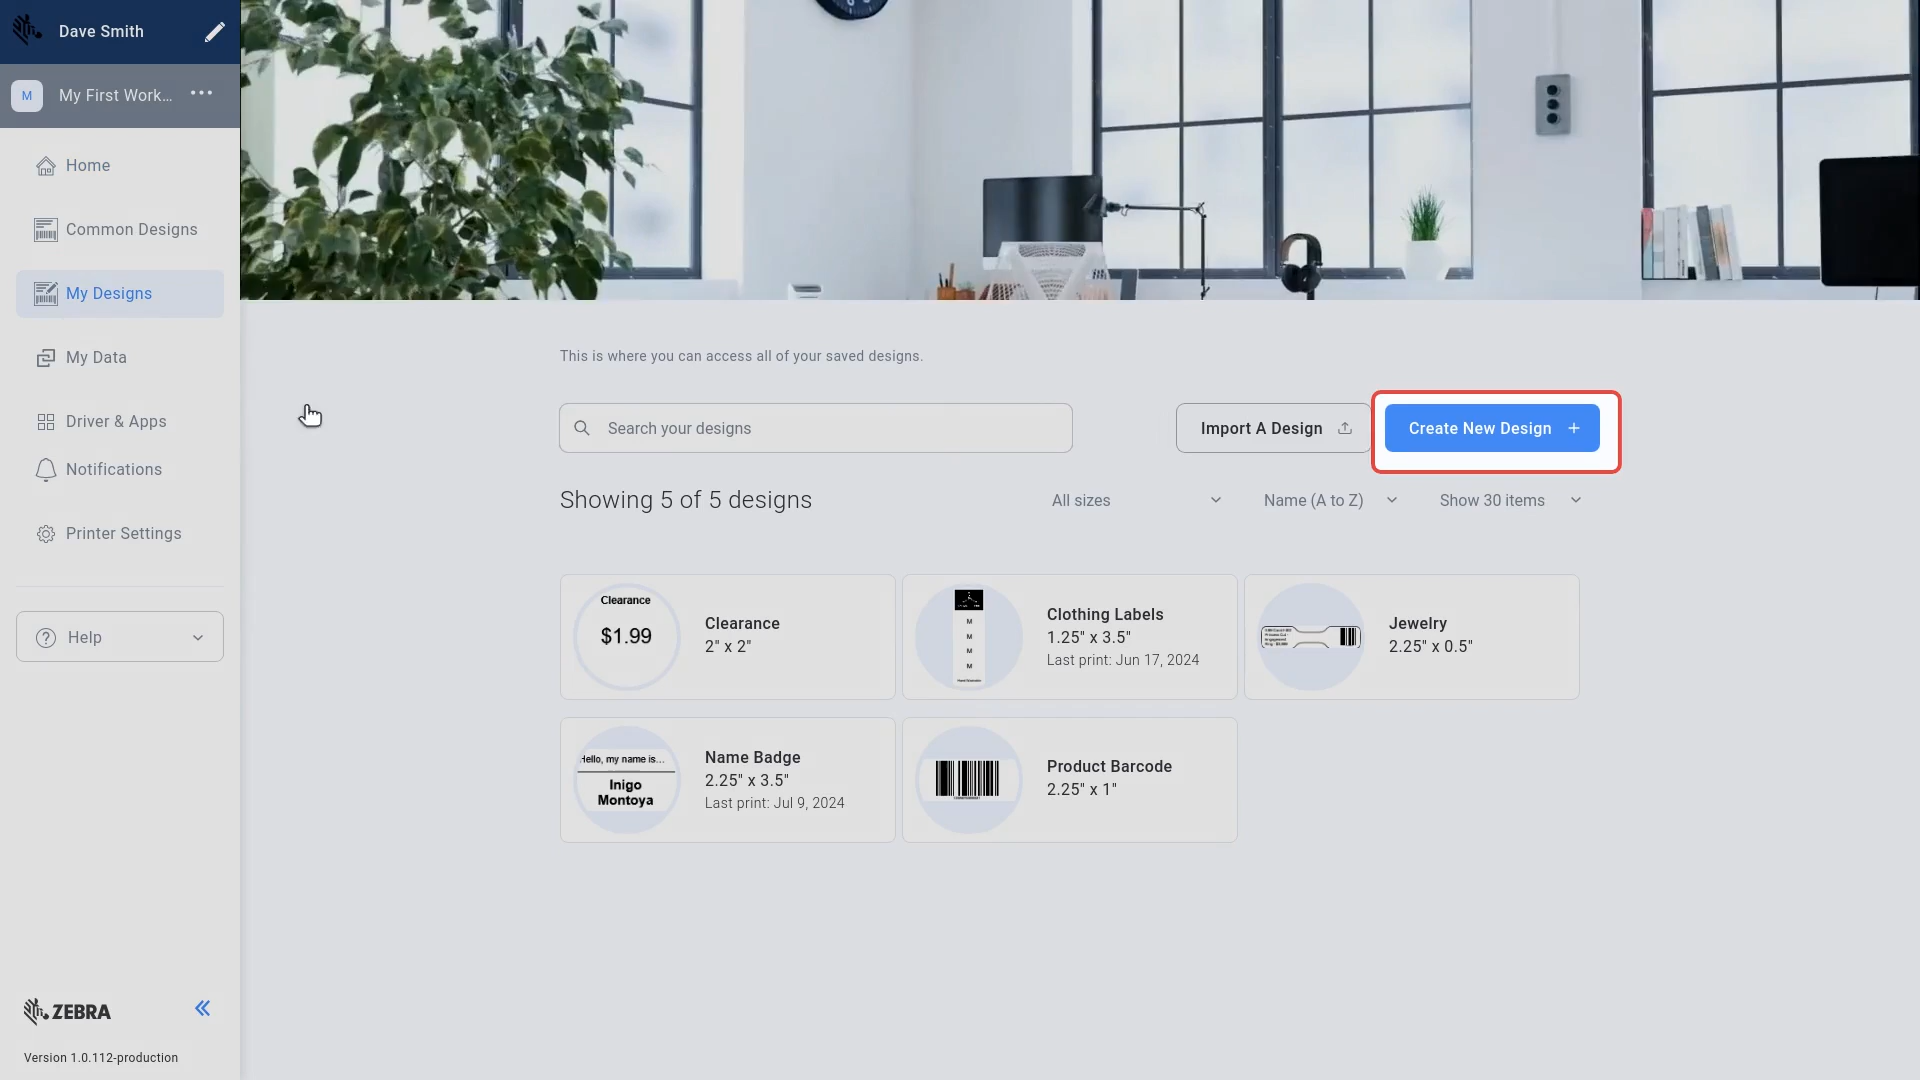 Dave Smith
M
My First Work...
Home
Common Designs
My Designs
My Data
Driver & Apps
Notifications
Printer Settings
Help
ZEBRA
Version 1.0.112-production
This is where you can access all of your saved designs.
Search your designs
Import A Design
Create New Design
Showing 5 of 5 designs
All sizes
Name (A to Z)
Show 30 items
Clearance
$1.99
Clearance
2" x 2"
M
M
M
M
Clothing Labels
1.25" x 3.5"
Last print: Jun 17, 2024
Jewelry
2.25" x 0.5"
Hello, my name is...
Inigo
Montoya
Name Badge
2.25" x 3.5"
Last print: Jul 9, 2024
Product Barcode
2.25" x 1"